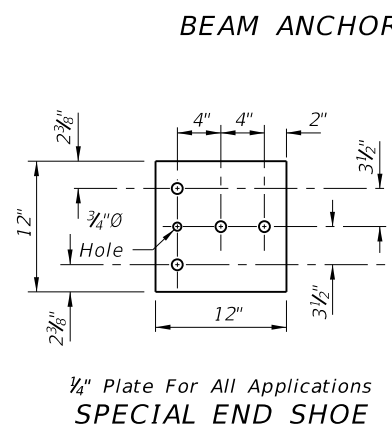 BEAM ANCHOR
4" 4" 2"
2⅜"
3½"
12"
¾"Ø
Hole
3½"
2⅜"
12"
¼" Plate For All Applications
SPECIAL END SHOE